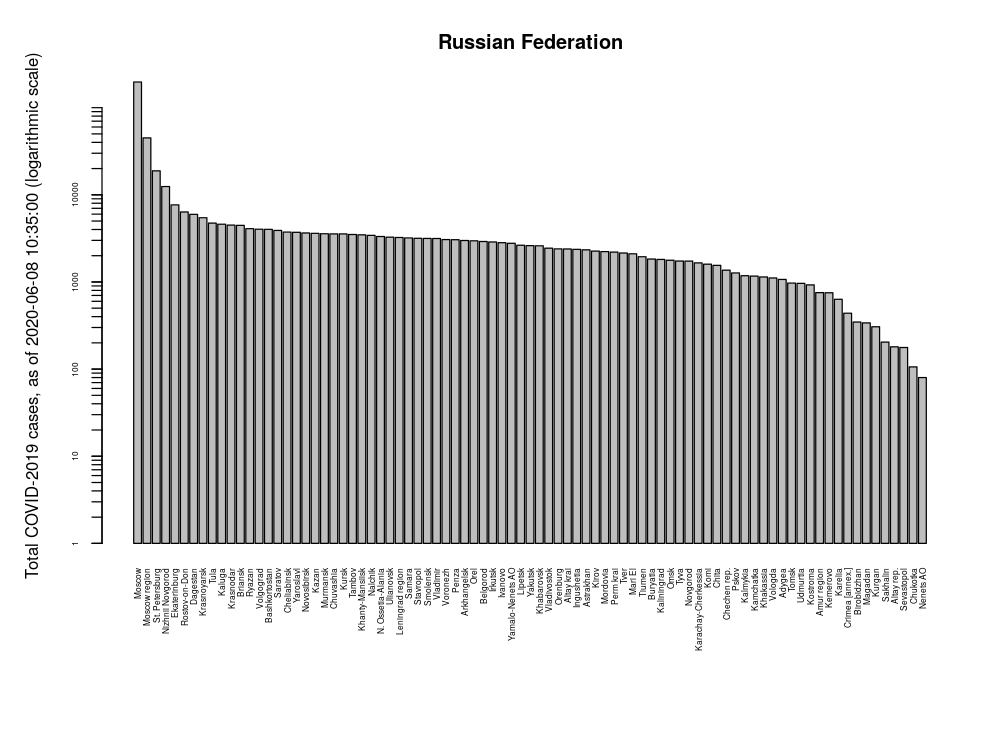 Russian Federation
Total COVID-2019 cases, as of 2020-06-08 10:35:00 (logarithmic scale)
10000
1000
100
10
1
Moscow
Moscow region
St. Petersburg
Nizhnii Novgorod
Ekaterinburg
Rostov-on-Don
Dagestan
Krasnoyarsk
Tula
Kaluga
Krasnodar
Briansk
Ryazan
Volgograd
Bashkortostan
Saratov
Cheliabinsk
Yaroslavl
Novosibirsk
Kazan
Murmansk
Chuvashia
Kursk
Tambov
Khanty-Mansiisk
Nalchik
N. Ossetia-Alania
Ulianovsk
Leningrad region
Samara
Stavropol
Smolensk
Vladimir
Voronezh
Penza
Arkhangelsk
Orel
Belgorod
Irkutsk
Ivanovo
Yamalo-Nenets AO
Lipetsk
Yakutsk
Khabarovsk
Vladivostok
Orenburg
Altay krai
Ingushetia
Astrakhan
Kirov
Mordovia
Perm krai
Tver
Mari El
Tiumen
Buryatia
Kaliningrad
Omsk
Tyva
Novgorod
Karachay-Cherkessia
Komi
Chita
Chechen rep.
Pskov
Kalmykia
Kamchatka
Khakassia
Vologda
Adygea
Tomsk
Udmurtia
Kostroma
Amur region
Kemerovo
Karelia
Crimea [annex.]
Birobidzhan
Magadan
Kurgan
Sakhalin
Altay rep.
Sevastopol
Chukotka
Nenets AO